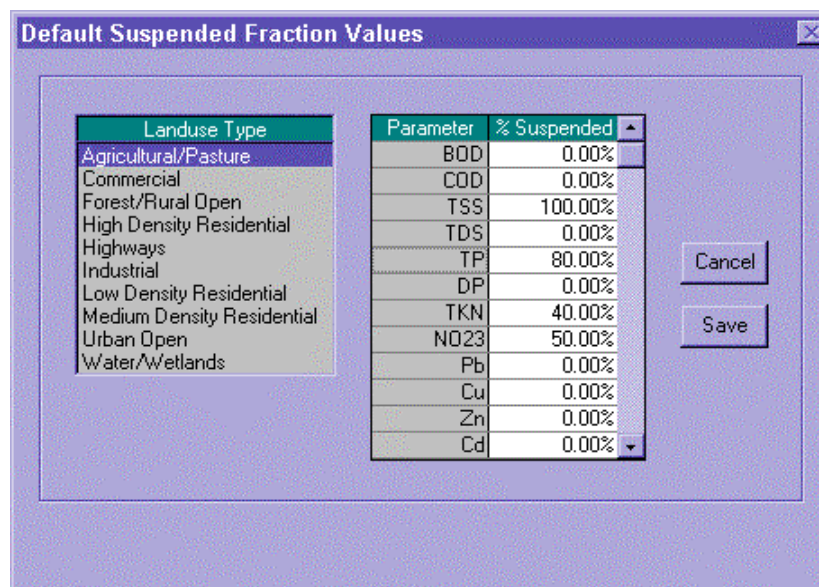 Default Suspended Fraction Values
Landuse Type
Agricultural/Pasture
Commercial
Forest/Rural Open
High Density Residential
Highways
Industrial
Low Density Residential
Medium Density Residential
Urban Open
Water/Wetlands
Parameter % Suspended
BOD 0.00%
COD 0.00%
TSS 100.00%
TDS 0.00%
TP 80.00%
DP 0.00%
TKN 40.00%
NO23 50.00%
Pb 0.00%
Cu 0.00%
Zn 0.00%
Cd 0.00%
Cancel
Save